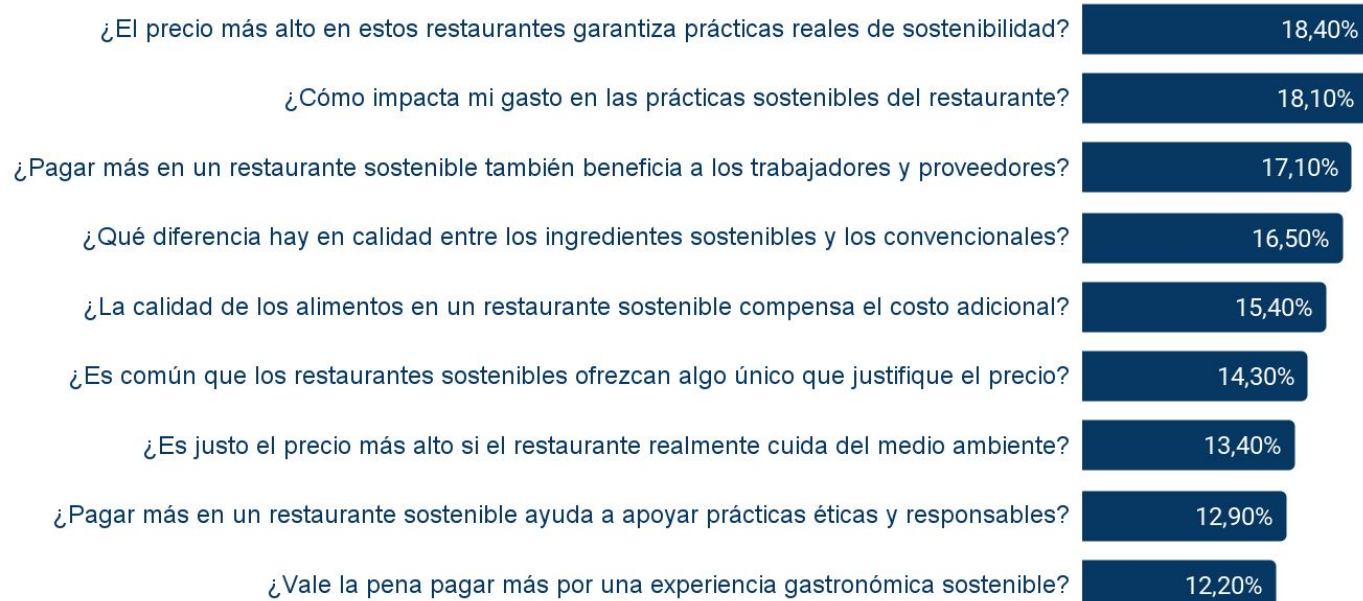 ¿El precio más alto en estos restaurantes garantiza prácticas reales de sostenibilidad? 18,40%
¿Cómo impacta mi gasto en las prácticas sostenibles del restaurante? 18,10%
¿Pagar más en un restaurante sostenible también beneficia a los trabajadores y proveedores? 17,10%
¿Qué diferencia hay en calidad entre los ingredientes sostenibles y los convencionales? 16,50%
¿La calidad de los alimentos en un restaurante sostenible compensa el costo adicional? 15,40%
¿Es común que los restaurantes sostenibles ofrezcan algo único que justifique el precio? 14,30%
¿Es justo el precio más alto si el restaurante realmente cuida del medio ambiente? 13,40%
¿Pagar más en un restaurante sostenible ayuda a apoyar prácticas éticas y responsables? 12,90%
¿Vale la pena pagar más por una experiencia gastronómica sostenible? 12,20%